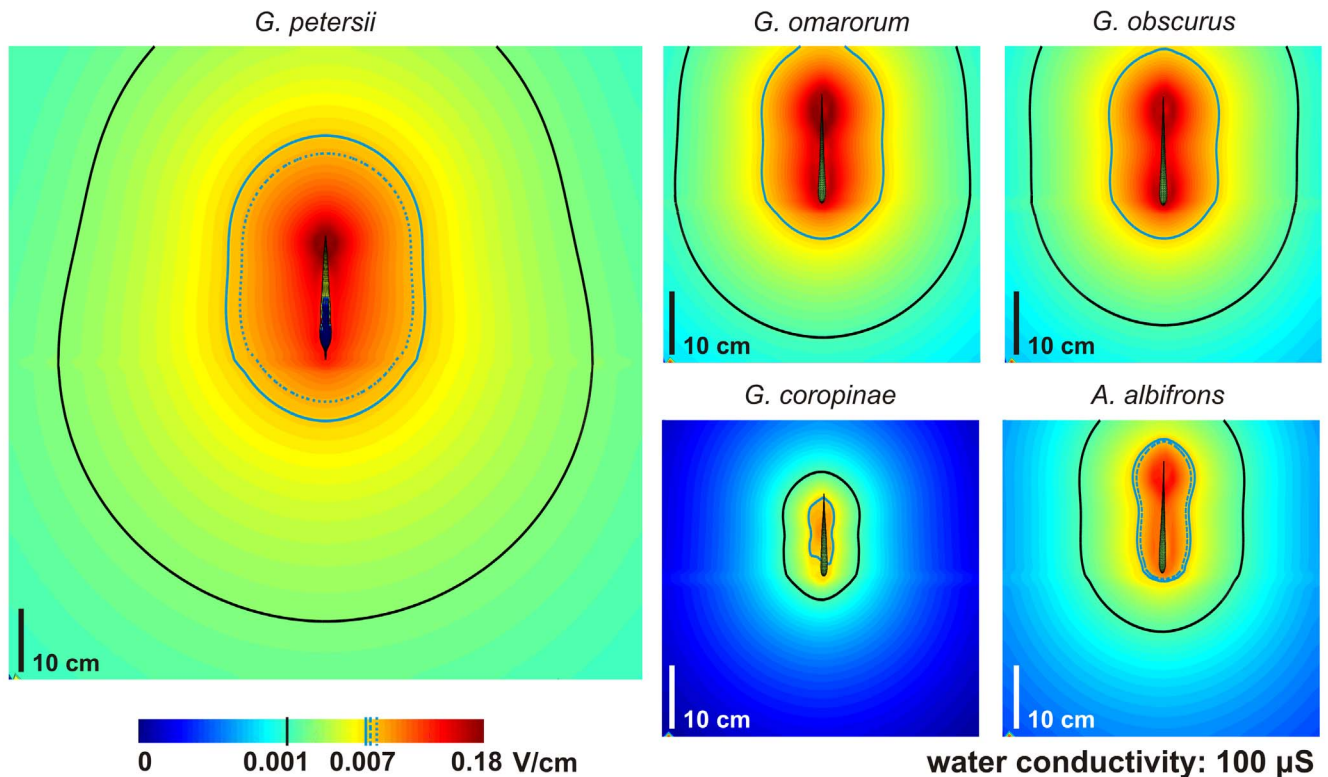 G. petersii
G. omarorum
G. obscurus
10 cm
10 cm
10 cm
G. coropinae
A. albifrons
10 cm
10 cm
0 0.001 0.007 0.18 V/cm
water conductivity: 100 µS